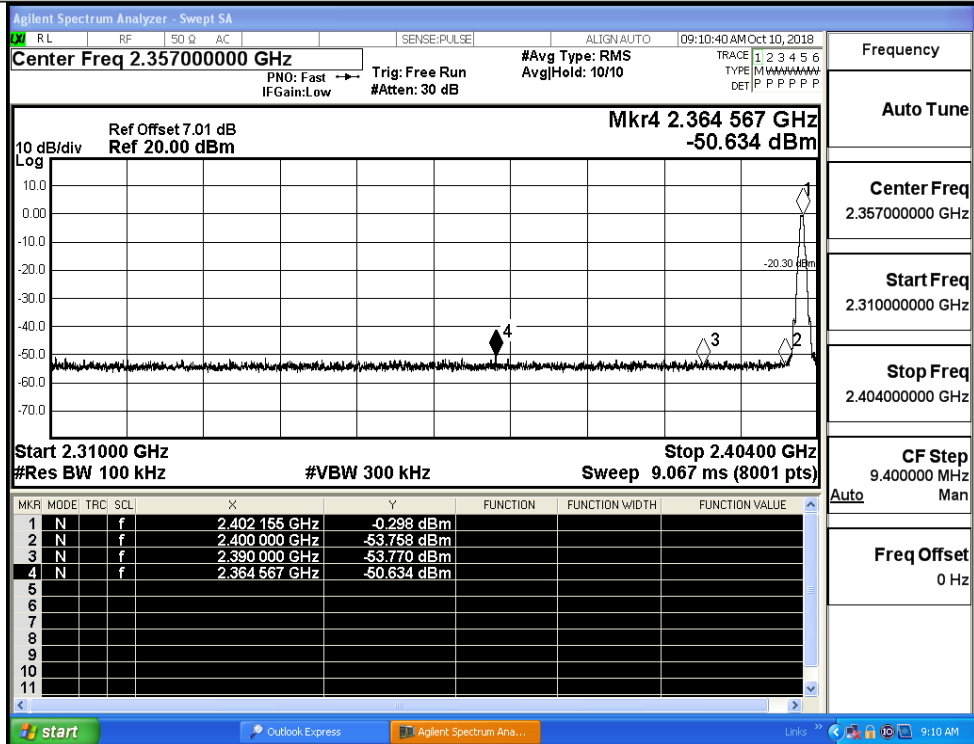 Agilent Spectrum Analyzer - Swept SA
LXI RL RF 50 Ω AC SENSE:PULSE ALIGN AUTO 09:10:40 AM Oct 10, 2018
Center Freq 2.357000000 GHz
PNO: Fast
IFGain:Low
Trig: Free Run
#Atten: 30 dB
#Avg Type: RMS
Avg|Hold: 10/10
TRACE 1 2 3 4 5 6
TYPE M W W W W W
DET P P P P P P
Ref Offset 7.01 dB
10 dB/div Ref 20.00 dBm
Log
Mkr4 2.364 567 GHz
-50.634 dBm
10.0
0.00
-10.0
-20.0
-30.0
-40.0
-50.0
-60.0
-70.0
1
-20.30 dBm
4
3
2
Start 2.31000 GHz Stop 2.40400 GHz
#Res BW 100 kHz #VBW 300 kHz Sweep 9.067 ms (8001 pts)
MKR MODE TRC SCL X Y FUNCTION FUNCTION WIDTH FUNCTION VALUE
1 N f 2.402 155 GHz -0.298 dBm
2 N f 2.400 000 GHz -53.758 dBm
3 N f 2.390 000 GHz -53.770 dBm
4 N f 2.364 567 GHz -50.634 dBm
5
6
7
8
9
10
11
Frequency
Auto Tune
Center Freq
2.357000000 GHz
Start Freq
2.310000000 GHz
Stop Freq
2.404000000 GHz
CF Step
9.400000 MHz
Auto Man
Freq Offset
0 Hz
start Outlook Express Agilent Spectrum Ana... Links 9:10 AM